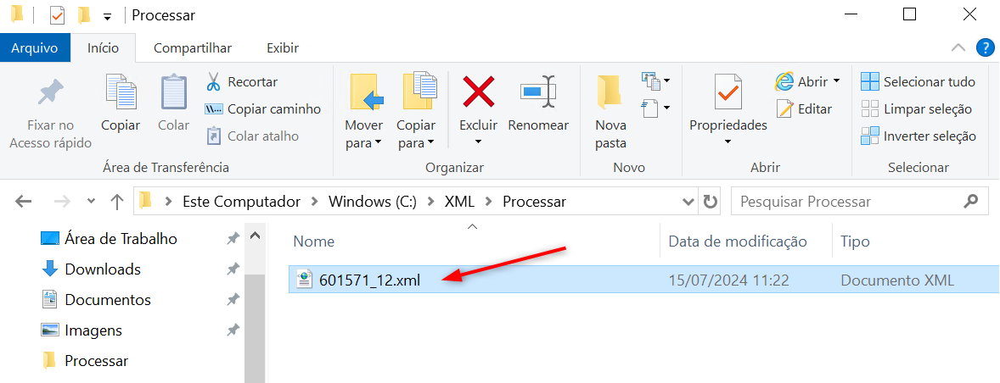 Processar
Arquivo
Início
Compartilhar
Exibir
Fixar no
Acesso rápido
Copiar
Colar
Recortar
Copiar caminho
Colar atalho
Área de Transferência
Mover
para
Copiar
para
Excluir
Renomear
Organizar
Nova
pasta
Novo
Propriedades
Abrir
Editar
Abrir
Selecionar tudo
Limpar seleção
Inverter seleção
Selecionar
Este Computador
Windows (C:)
XML
Processar
Pesquisar Processar
Área de Trabalho
Downloads
Documentos
Imagens
Processar
Nome
Data de modificação
Tipo
601571_12.xml
15/07/2024 11:22
Documento XML